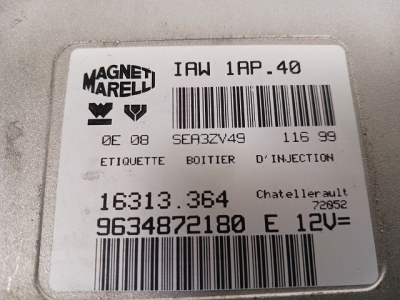 MAGNETI
MARELLI
IAW 1AP.40
0E 08 SEA3ZV49 116 99
ETIQUETTE BOITIER D'INJECTION
16313.364 Chatellerault
72052
9634872180 E 12V=